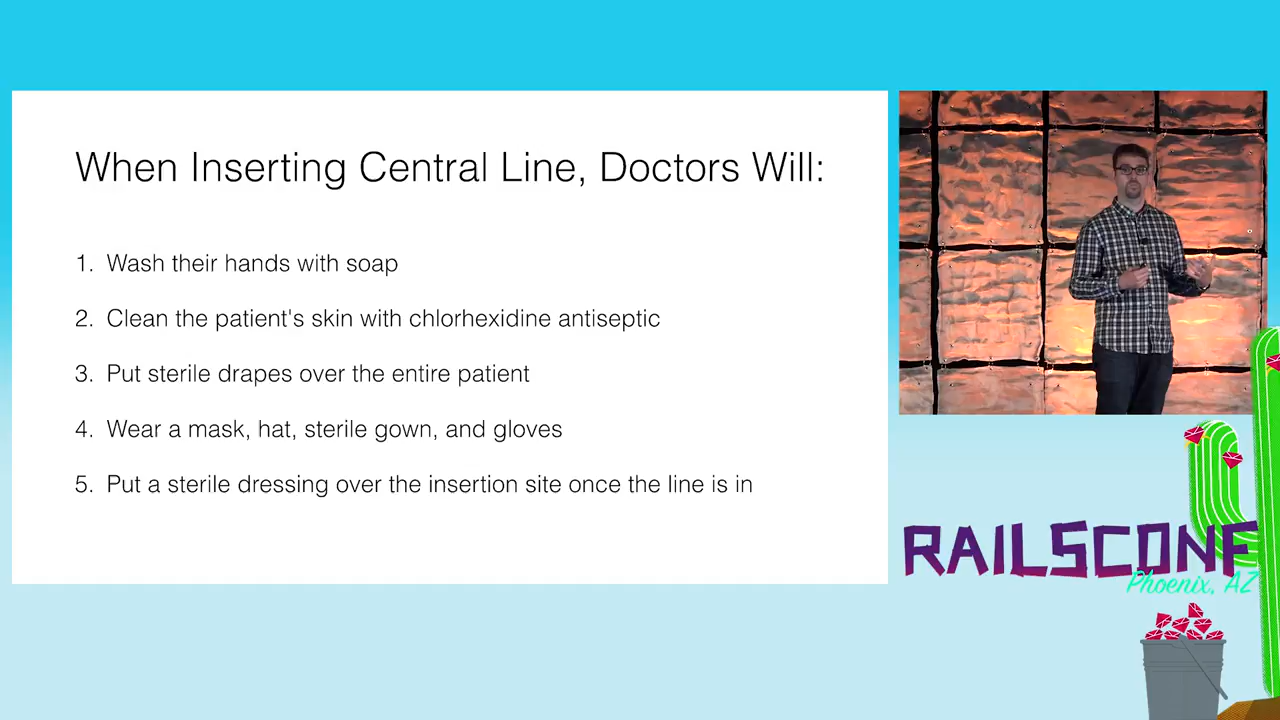 When Inserting Central Line, Doctors Will:
1. Wash their hands with soap
2. Clean the patient's skin with chlorhexidine antiseptic
3. Put sterile drapes over the entire patient
4. Wear a mask, hat, sterile gown, and gloves
5. Put a sterile dressing over the insertion site once the line is in
RAILSCONF
Phoenix, AZ